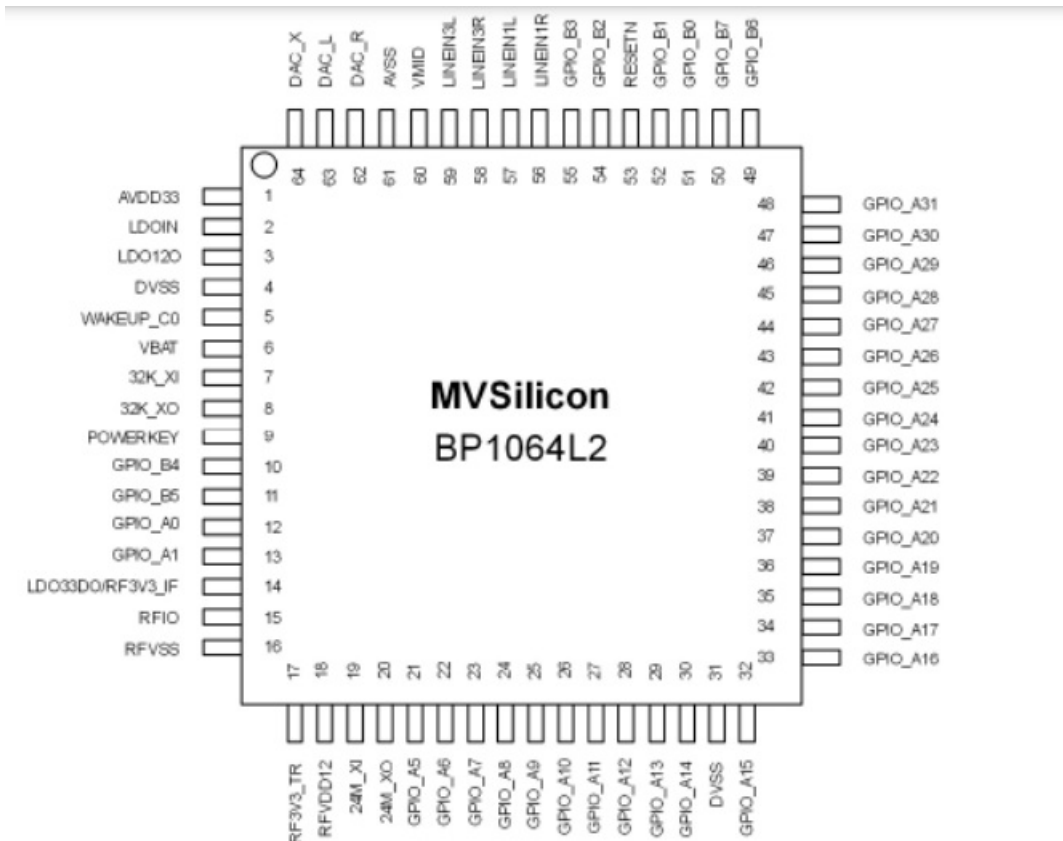 DAC_X
DAC_L
DAC_R
AVSS
VMID
LINEIN3L
LINEIN3R
LINEIN1L
LINEIN1R
GPIO_B3
GPIO_B2
RESETN
GPIO_B1
GPIO_B0
GPIO_B7
GPIO_B6
64
63
62
61
60
59
58
57
56
55
54
53
52
51
50
49
AVDD33 1
LDOIN 2
LDO12O 3
DVSS 4
WAKEUP_C0 5
VBAT 6
32K_XI 7
32K_XO 8
POWERKEY 9
GPIO_B4 10
GPIO_B5 11
GPIO_A0 12
GPIO_A1 13
LDO33DO/RF3V3_IF 14
RFIO 15
RFVSS 16
MVSilicon
BP1064L2
48 GPIO_A31
47 GPIO_A30
46 GPIO_A29
45 GPIO_A28
44 GPIO_A27
43 GPIO_A26
42 GPIO_A25
41 GPIO_A24
40 GPIO_A23
39 GPIO_A22
38 GPIO_A21
37 GPIO_A20
36 GPIO_A19
35 GPIO_A18
34 GPIO_A17
33 GPIO_A16
17
18
19
20
21
22
23
24
25
26
27
28
29
30
31
32
RF3V3_TR
RFVDD12
24M_XI
24M_XO
GPIO_A5
GPIO_A6
GPIO_A7
GPIO_A8
GPIO_A9
GPIO_A10
GPIO_A11
GPIO_A12
GPIO_A13
GPIO_A14
DVSS
GPIO_A15